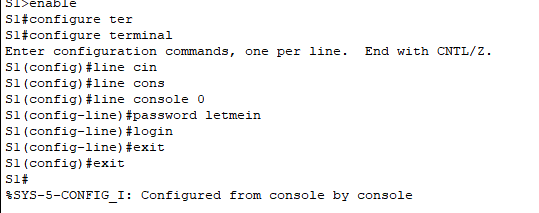 S1>enable
S1#configure ter
S1#configure terminal
Enter configuration commands, one per line.  End with CNTL/Z.
S1(config)#line cin
S1(config)#line cons
S1(config)#line console 0
S1(config-line)#password letmein
S1(config-line)#login
S1(config-line)#exit
S1(config)#exit
S1#
%SYS-5-CONFIG_I: Configured from console by console